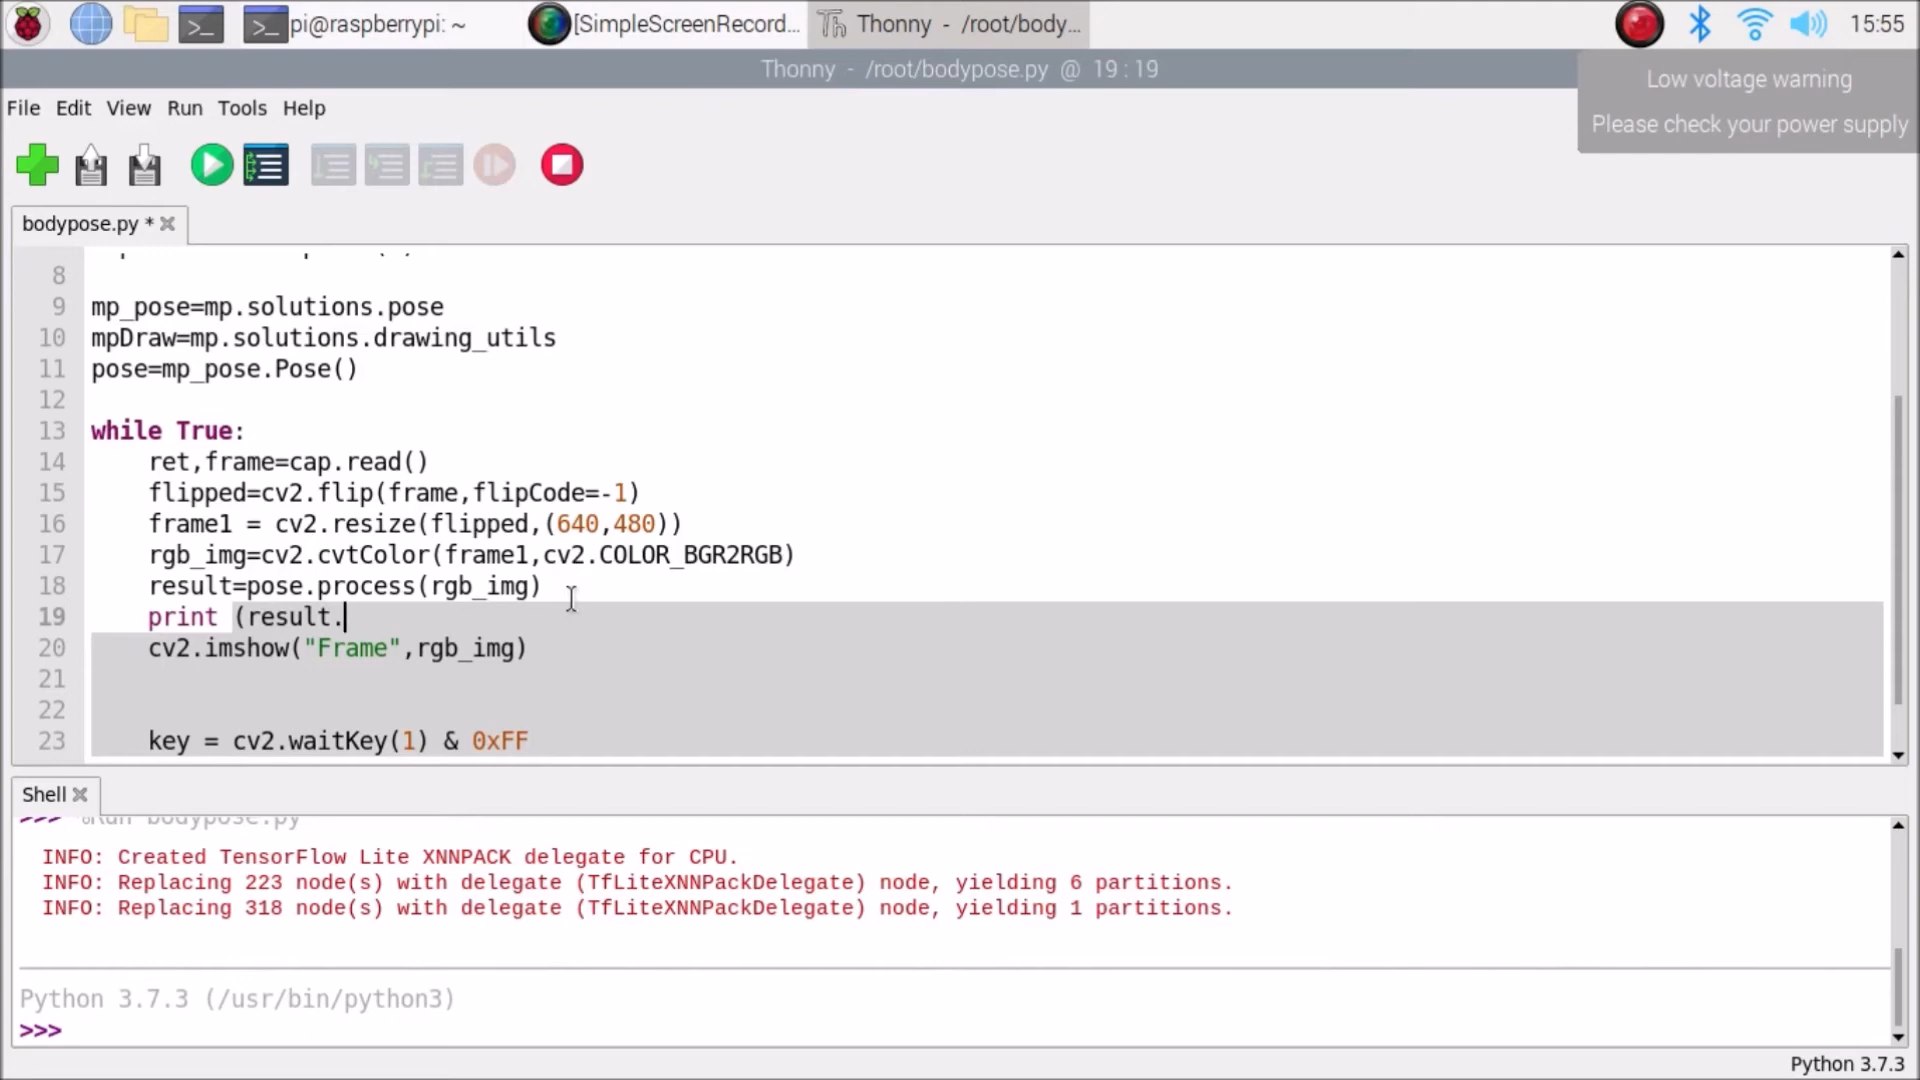 pi@raspberrypi: ~
[SimpleScreenRecord...
Thonny - /root/body...
15:55
Thonny - /root/bodypose.py @ 19:19
Low voltage warning
Please check your power supply
File Edit View Run Tools Help
bodypose.py *
8
9 mp_pose=mp.solutions.pose
10 mpDraw=mp.solutions.drawing_utils
11 pose=mp_pose.Pose()
12
13 while True:
14 ret,frame=cap.read()
15 flipped=cv2.flip(frame,flipCode=-1)
16 frame1 = cv2.resize(flipped,(640,480))
17 rgb_img=cv2.cvtColor(frame1,cv2.COLOR_BGR2RGB)
18 result=pose.process(rgb_img)
19 print (result.
20 cv2.imshow("Frame",rgb_img)
21
22
23 key = cv2.waitKey(1) & 0xFF
Shell
>>> %Run bodypose.py
INFO: Created TensorFlow Lite XNNPACK delegate for CPU.
INFO: Replacing 223 node(s) with delegate (TfLiteXNNPackDelegate) node, yielding 6 partitions.
INFO: Replacing 318 node(s) with delegate (TfLiteXNNPackDelegate) node, yielding 1 partitions.
Python 3.7.3 (/usr/bin/python3)
>>>
Python 3.7.3